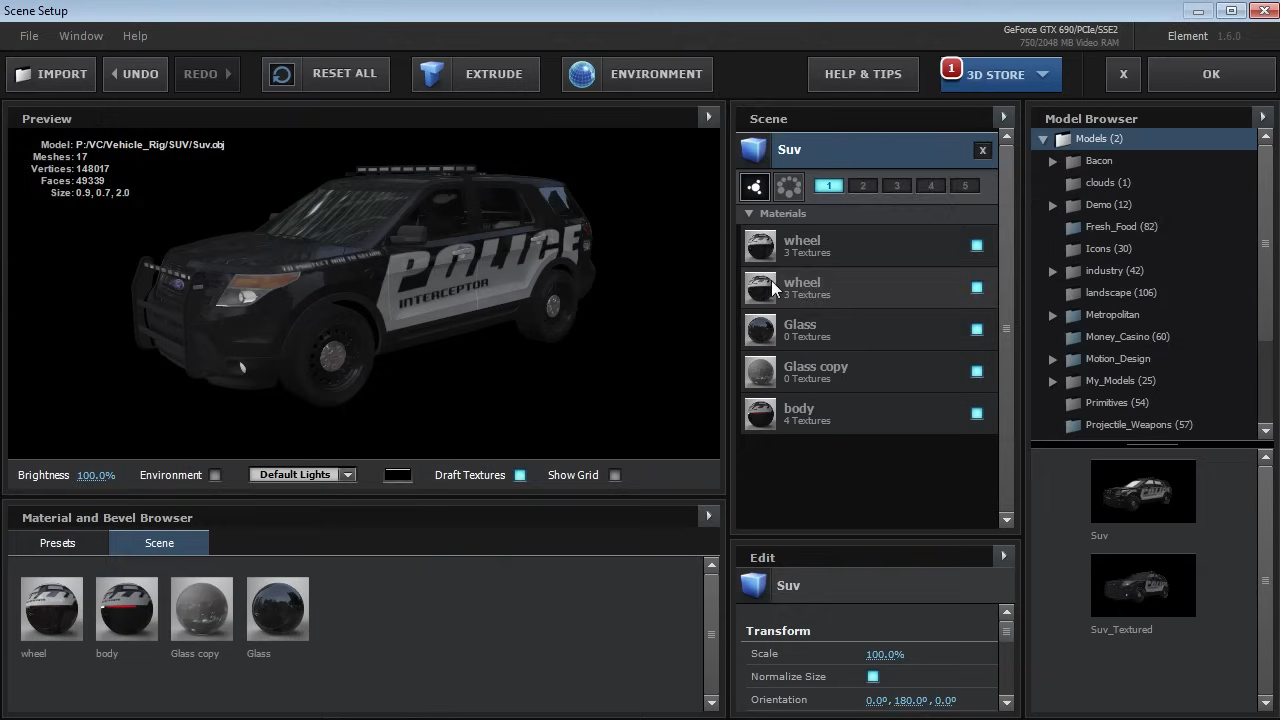 Scene Setup
File Window Help
GeForce GTX 690/PCIe/SSE2
750/2048 MB Video RAM
Element 1.6.0
IMPORT UNDO REDO RESET ALL EXTRUDE ENVIRONMENT HELP & TIPS 1 3D STORE X OK
Preview
Model: P:/VC/Vehicle_Rig/SUV/Suv.obj
Meshes: 17
Vertices: 148017
Faces: 49339
Size: 0.9, 0.7, 2.0
TO PROTECT AND TO SERVE
POLICE
INTERCEPTOR
Brightness 100.0% Environment Default Lights Draft Textures Show Grid
Material and Bevel Browser
Presets Scene
wheel body Glass copy Glass
Scene
Suv X
1 2 3 4 5
Materials
wheel
3 Textures
wheel
3 Textures
Glass
0 Textures
Glass copy
0 Textures
body
4 Textures
Edit
Suv
Transform
Scale 100.0%
Normalize Size
Orientation 0.0º, 180.0º, 0.0º
Model Browser
Models (2)
Bacon
clouds (1)
Demo (12)
Fresh_Food (82)
Icons (30)
industry (42)
landscape (106)
Metropolitan
Money_Casino (60)
Motion_Design
My_Models (25)
Primitives (54)
Projectile_Weapons (57)
Suv
Suv_Textured